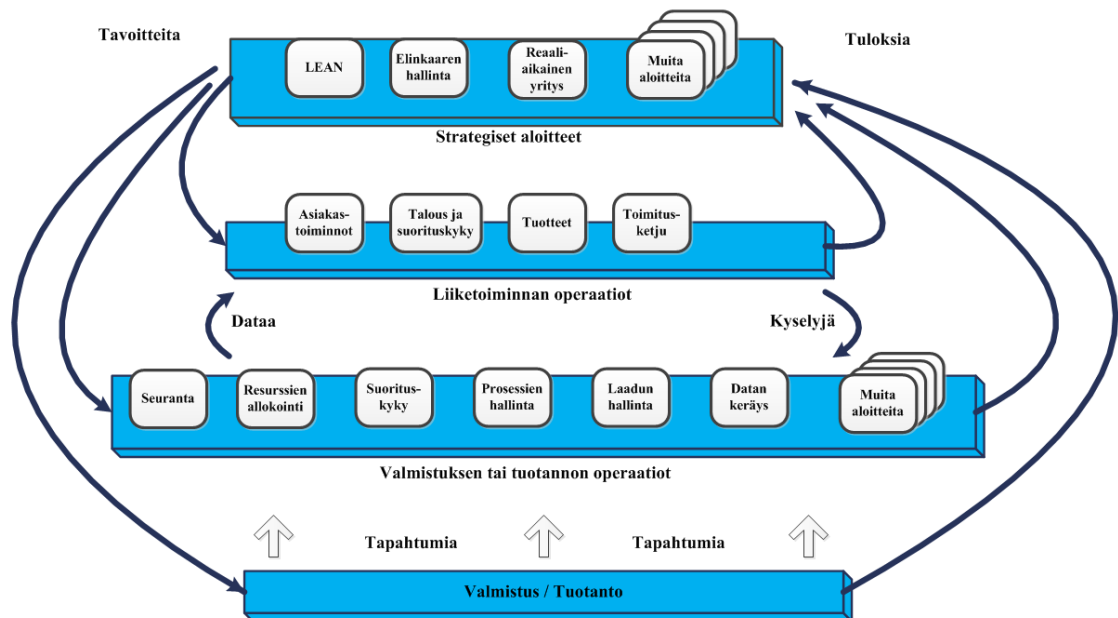 Tavoitteita
Tuloksia
LEAN
Elinkaaren
hallinta
Reaali-
aikainen
yritys
Muita
aloitteita
Strategiset aloitteet
Asiakas-
toiminnot
Talous ja
suorituskyky
Tuotteet
Toimitus-
ketju
Liiketoiminnan operaatiot
Dataa
Kyselyjä
Seuranta
Resurssien
allokointi
Suoritus-
kyky
Prosessien
hallinta
Laadun
hallinta
Datan
keräys
Muita
aloitteita
Valmistuksen tai tuotannon operaatiot
Tapahtumia
Tapahtumia
Valmistus / Tuotanto